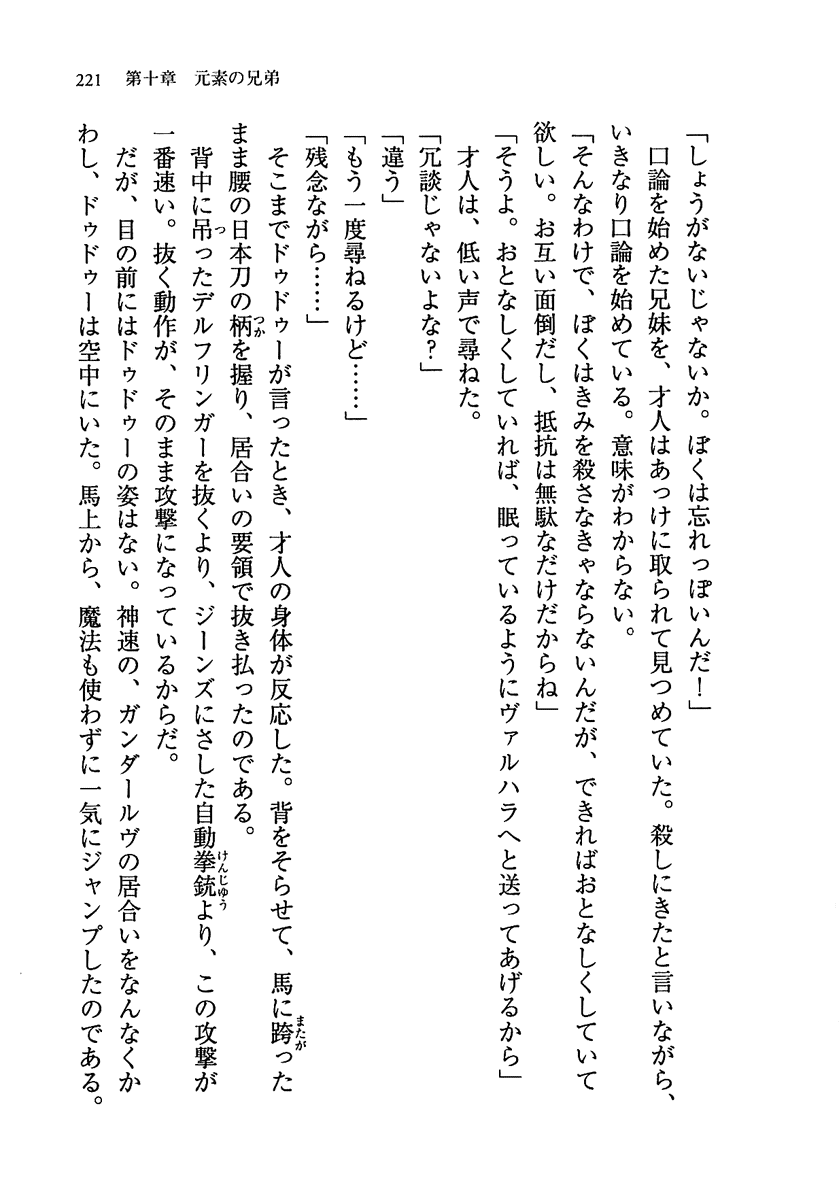 221　第十章　元素の兄弟
「しょうがないじゃないか。ぼくは忘れっぽいんだ！」
　口論を始めた兄妹を、才人はあっけに取られて見つめていた。殺しにきたと言いながら、
いきなり口論を始めている。意味がわからない。
「そんなわけで、ぼくはきみを殺さなきゃならないんだが、できればおとなしくしていて
欲しい。お互い面倒だし、抵抗は無駄なだけだからね」
「そうよ。おとなしくしていれば、眠っているようにヴァルハラへと送ってあげるから」
　才人は、低い声で尋ねた。
「冗談じゃないよな？」
「違う」
「もう一度尋ねるけど……」
「残念ながら……」
　そこまでドゥドゥーが言ったとき、才人の身体が反応した。背をそらせて、馬に跨った
まま腰の日本刀の柄を握り、居合いの要領で抜き払ったのである。
　背中に吊ったデルフリンガーを抜くより、ジーンズにさした自動拳銃より、この攻撃が
一番速い。抜く動作が、そのまま攻撃になっているからだ。
　だが、目の前にはドゥドゥーの姿はない。神速の、ガンダールヴの居合いをなんなくか
わし、ドゥドゥーは空中にいた。馬上から、魔法も使わずに一気にジャンプしたのである。